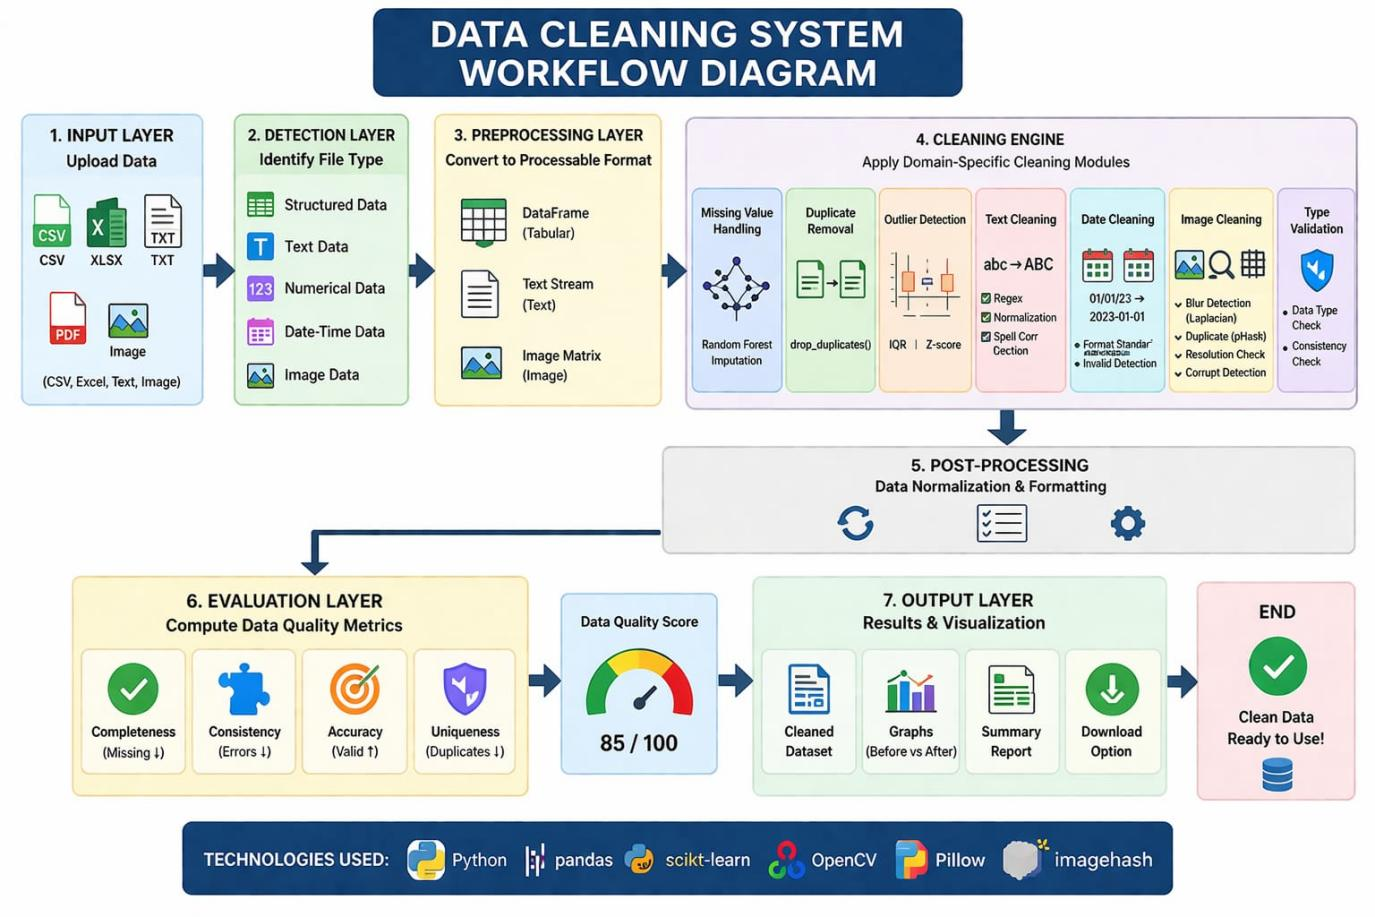 DATA CLEANING SYSTEM
WORKFLOW DIAGRAM
1. INPUT LAYER
Upload Data
CSV
CSV
XLSX
TXT
TXT
PDF
Image
(CSV, Excel, Text, Image)
2. DETECTION LAYER
Identify File Type
Structured Data
T
Text Data
123
Numerical Data
Date-Time Data
Image Data
3. PREPROCESSING LAYER
Convert to Processable Format
DataFrame
(Tabular)
Text Stream
(Text)
Image Matrix
(Image)
4. CLEANING ENGINE
Apply Domain-Specific Cleaning Modules
Missing Value
Handling
Random Forest
Imputation
Duplicate
Removal
drop_duplicates()
Outlier Detection
IQR | Z-score
Text Cleaning
abc → ABC
Regex
Normalization
Spell Corr
Cection
Date Cleaning
01/01/23 →
2023-01-01
• Format Standar'
• Invalid Detection
Image Cleaning
Blur Detection
(Laplacian)
Duplicate (pHask)
Resolution Check
Corrupt Detection
Type
Validation
• Data Type
Check
• Consistency
Check
5. POST-PROCESSING
Data Normalization & Formatting
6. EVALUATION LAYER
Compute Data Quality Metrics
Completeness
(Missing ↓)
Consistency
(Errors ↓)
Accuracy
(Valid ↑)
Uniqueness
(Duplicates ↓)
Data Quality Score
85 / 100
7. OUTPUT LAYER
Results & Visualization
Cleaned
Dataset
Graphs
(Before vs After)
Summary
Report
Download
Option
END
Clean Data
Ready to Use!
TECHNOLOGIES USED:
Python
pandas
scikt-learn
OpenCV
Pillow
imagehash